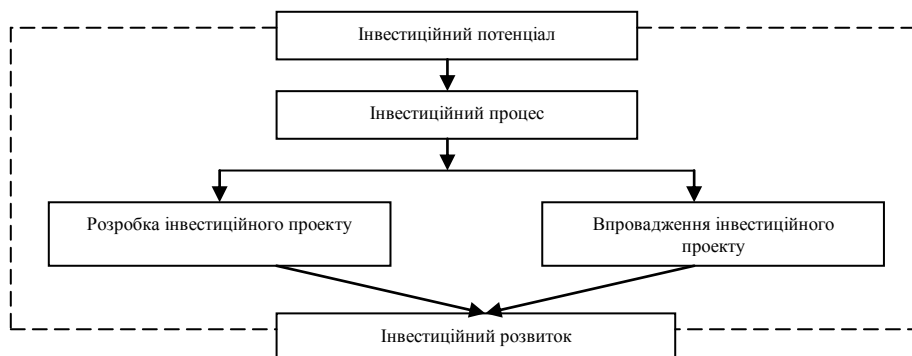 Інвестиційний потенціал
Інвестиційний процес
Розробка інвестиційного проекту
Впровадження інвестиційного
проекту
Інвестиційний розвиток